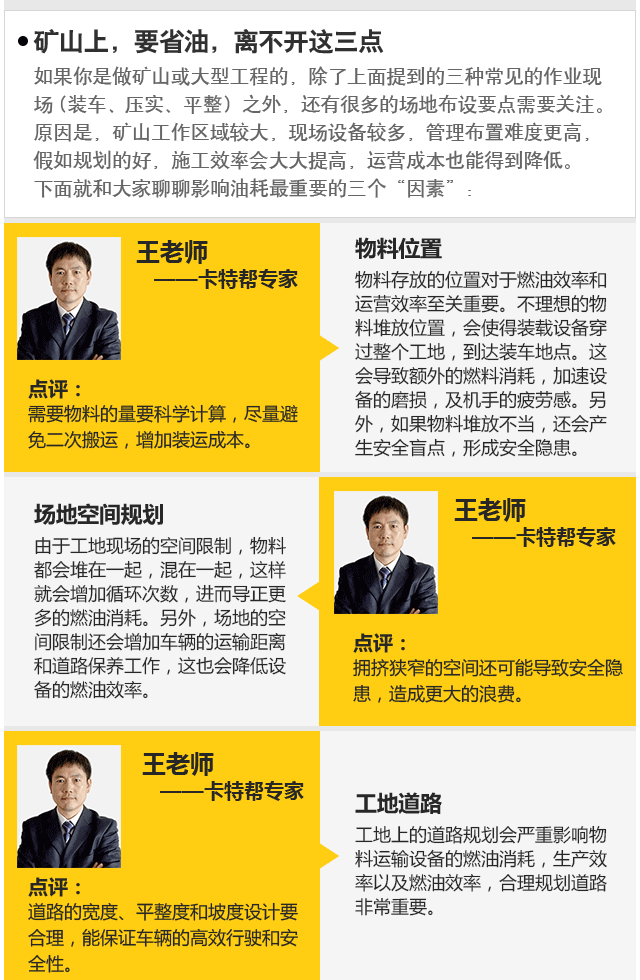 矿山上，要省油，离不开这三点
如果你是做矿山或大型工程的，除了上面提到的三种常见的作业现
场（装车、压实、平整）之外，还有很多的场地布设要点需要关注。
原因是，矿山工作区域较大，现场设备较多，管理布置难度更高，
假如规划的好，施工效率会大大提高，运营成本也能得到降低。
下面就和大家聊聊影响油耗最重要的三个“因素”：
王老师
——卡特帮专家
点评：
需要物料的量要科学计算，尽量避
免二次搬运，增加装运成本。
物料位置
物料存放的位置对于燃油效率和
运营效率至关重要。不理想的物
料堆放位置，会使得装载设备穿
过整个工地，到达装车地点。这
会导致额外的燃料消耗，加速设
备的磨损，及机手的疲劳感。另
外，如果物料堆放不当，还会产
生安全盲点，形成安全隐患。
场地空间规划
由于工地现场的空间限制，物料
都会堆在一起，混在一起，这样
就会增加循环次数，进而导正更
多的燃油消耗。另外，场地的空
间限制还会增加车辆的运输距离
和道路保养工作，这也会降低设
备的燃油效率。
王老师
——卡特帮专家
点评：
拥挤狭窄的空间还可能导致安全隐
患，造成更大的浪费。
王老师
——卡特帮专家
点评：
道路的宽度、平整度和坡度设计要
合理，能保证车辆的高效行驶和安
全性。
工地道路
工地上的道路规划会严重影响物
料运输设备的燃油消耗，生产效
率以及燃油效率，合理规划道路
非常重要。